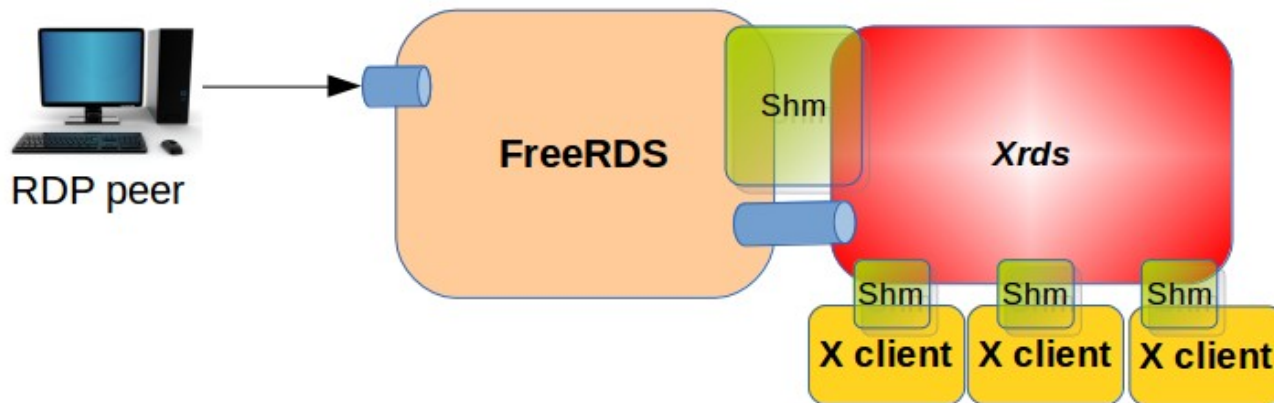 RDP peer
FreeRDS
Shm
Xrds
Shm
Shm
Shm
X client
X client
X client